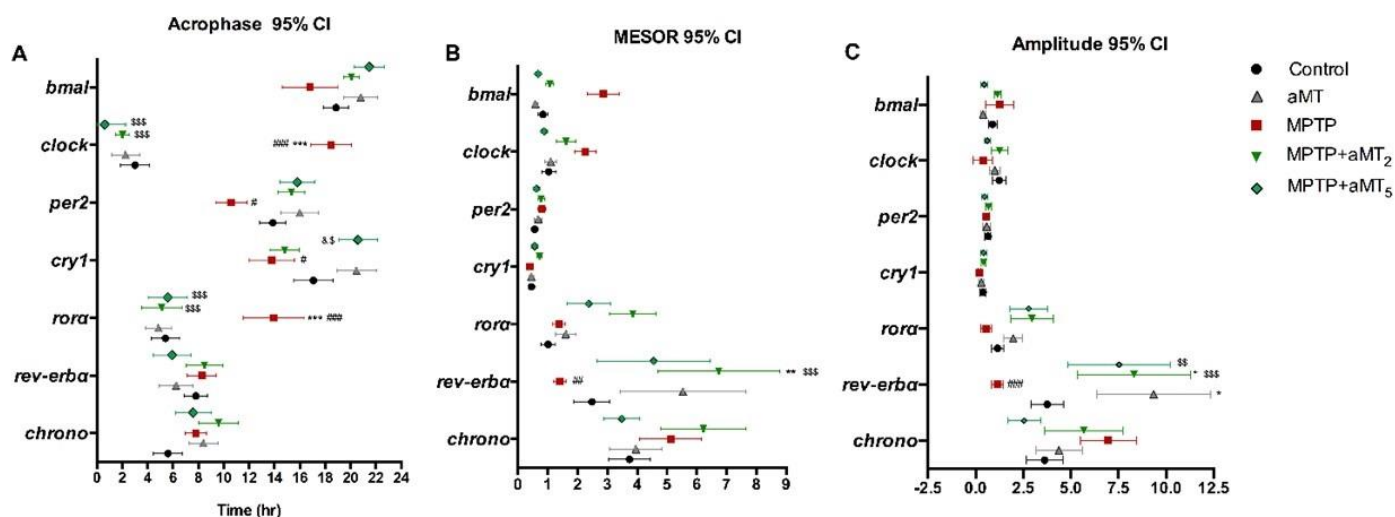 Acrophase 95% CI
A
bmal
clock
per2
cry1
rorα
rev-erbα
chrono
$$$
$$$
### ***
#
&$
#
$$$
$$$
*** ###
0 2 4 6 8 10 12 14 16 18 20 22 24
Time (hr)
MESOR 95% CI
B
bmal
clock
per2
cry1
rorα
rev-erbα
chrono
** $$$
##
0 1 2 3 4 5 6 7 8 9
Amplitude 95% CI
C
bmal
clock
per2
cry1
rorα
rev-erbα
chrono
$$
* $$$
###
*
-2.5 0.0 2.5 5.0 7.5 10.0 12.5
Control
aMT
MPTP
MPTP+aMT2
MPTP+aMT5